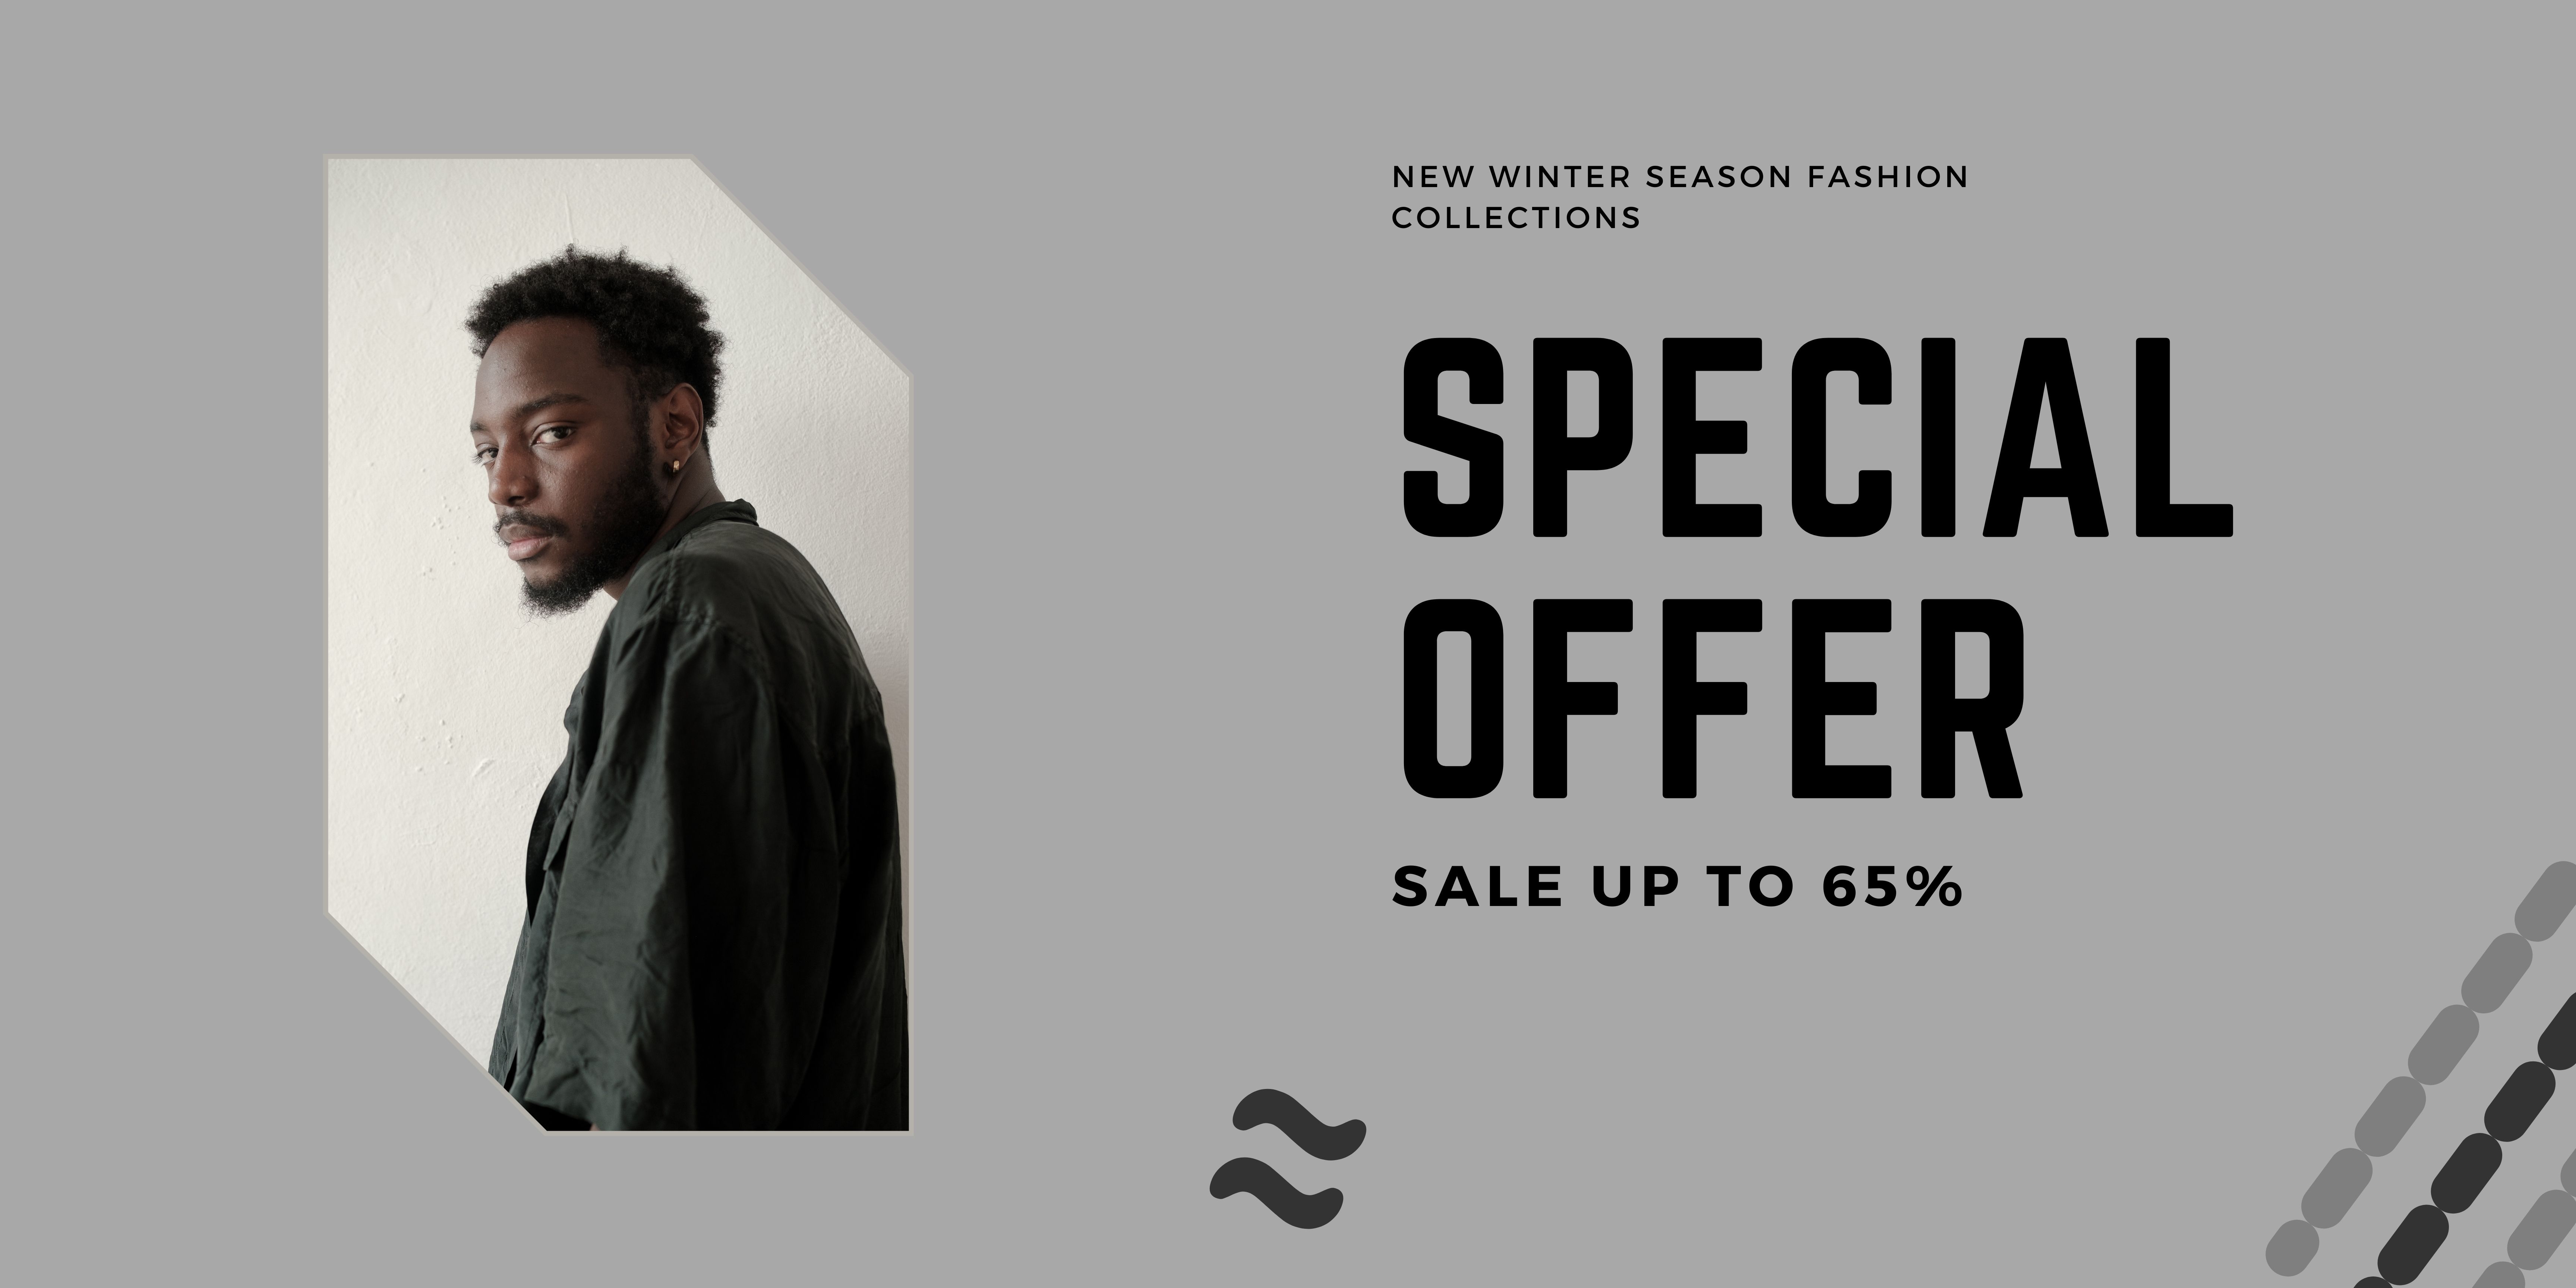 NEW WINTER SEASON FASHION
COLLECTIONS
SPECIAL
OFFER
SALE UP TO 65%